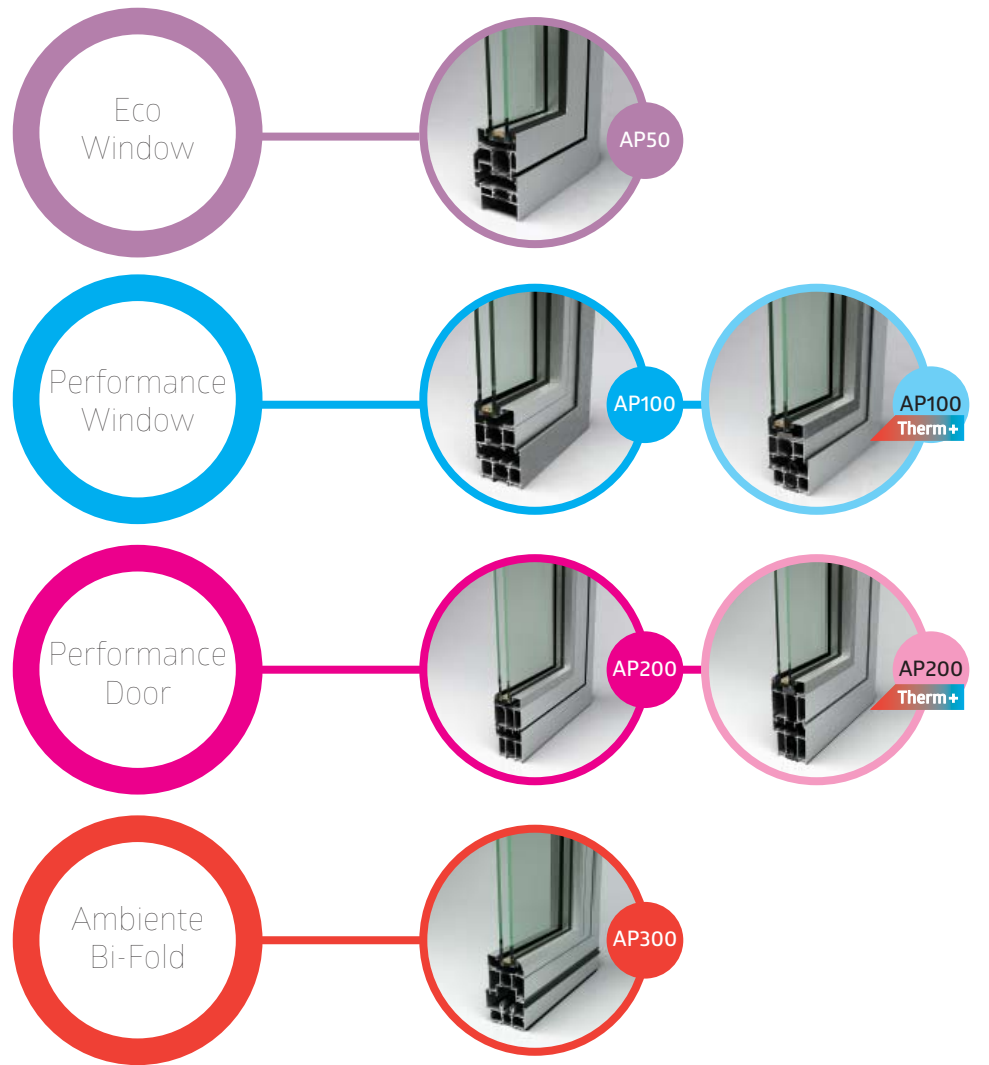 Eco
Window
AP50
Performance
Window
AP100
AP100
Therm+
Performance
Door
AP200
AP200
Therm+
Ambiente
Bi-Fold
AP300